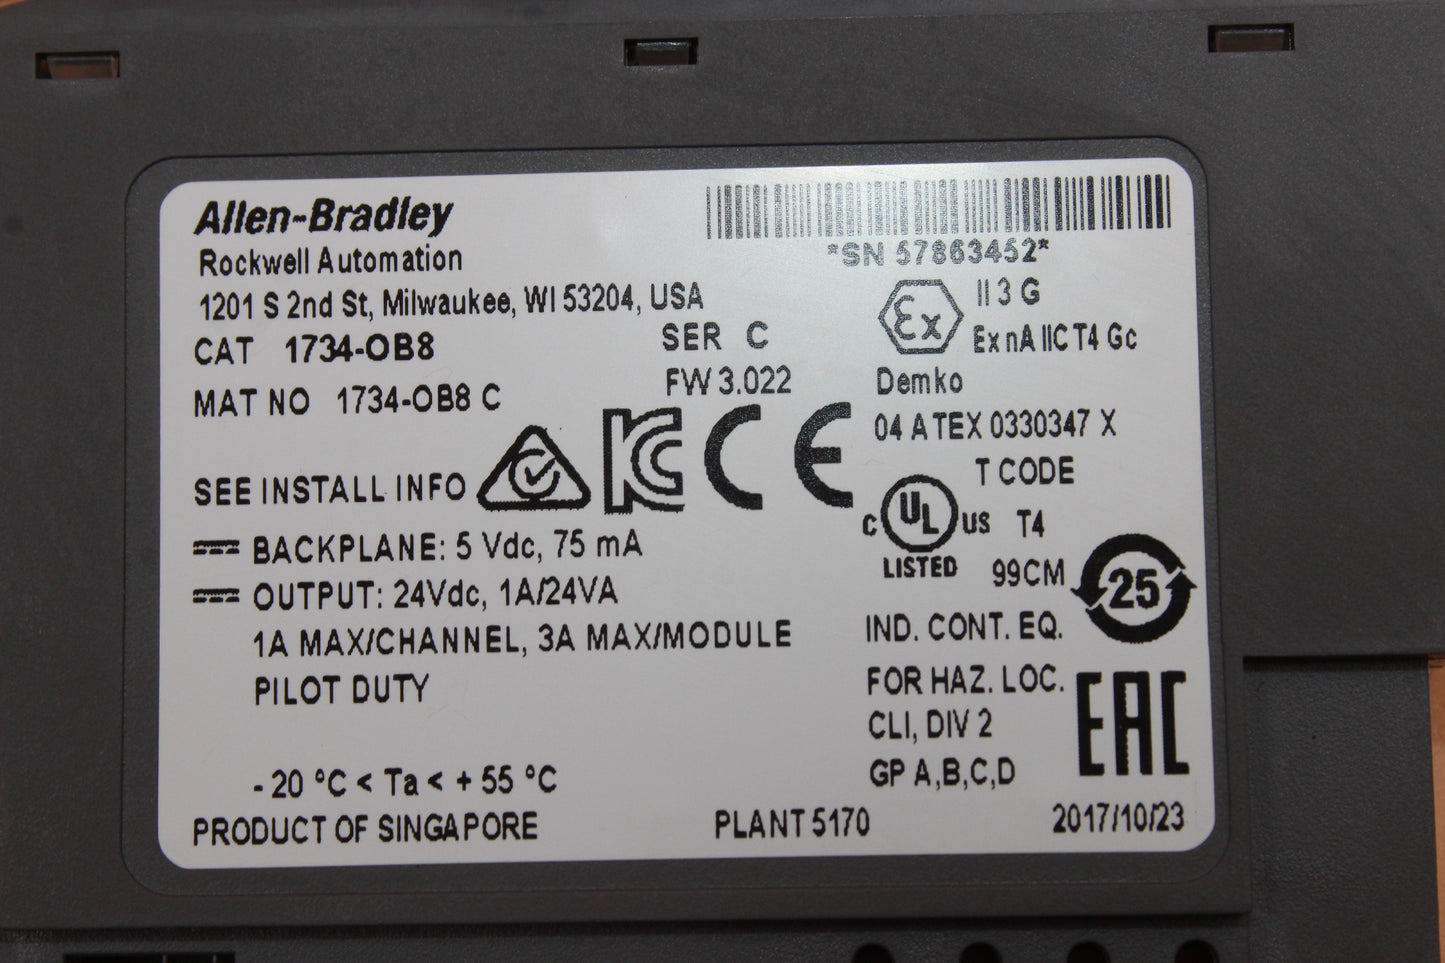 Allen-Bradley
Rockwell Automation
1201 S 2nd St, Milwaukee, WI 53204, USA
CAT 1734-OB8
SER C
MAT NO 1734-OB8 C
FW 3.022
SEE INSTALL INFO
KC CE
BACKPLANE: 5 Vdc, 75 mA
OUTPUT: 24Vdc, 1A/24VA
1A MAX/CHANNEL, 3A MAX/MODULE
PILOT DUTY
- 20 °C < Ta < + 55 °C
PRODUCT OF SINGAPORE
PLANT 5170
*SN 57863452*
Ex
II 3 G
Ex nA IIC T4 Gc
Demko
04 ATEX 0330347 X
T CODE
C UL US T4
LISTED 99CM
25
IND. CONT. EQ.
FOR HAZ. LOC.
CLI, DIV 2
GP A,B,C,D
EAC
2017/10/23